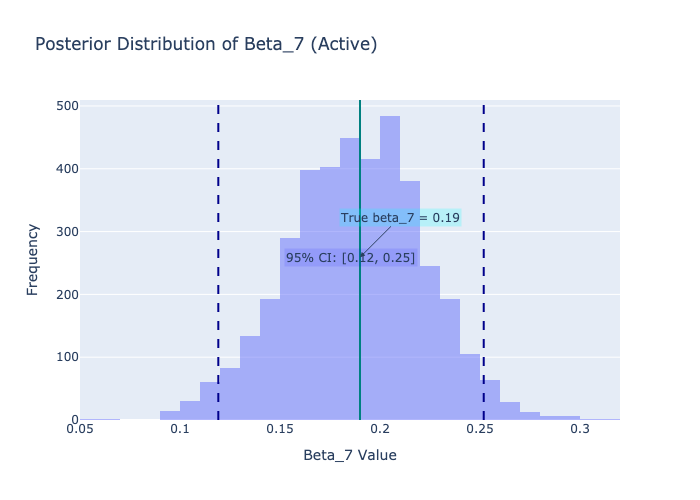 Posterior Distribution of Beta_7 (Active)
500
400
300
200
100
0
Frequency
True beta_7 = 0.19
95% CI: [0.12, 0.25]
0.05
0.1
0.15
0.2
0.25
0.3
Beta_7 Value